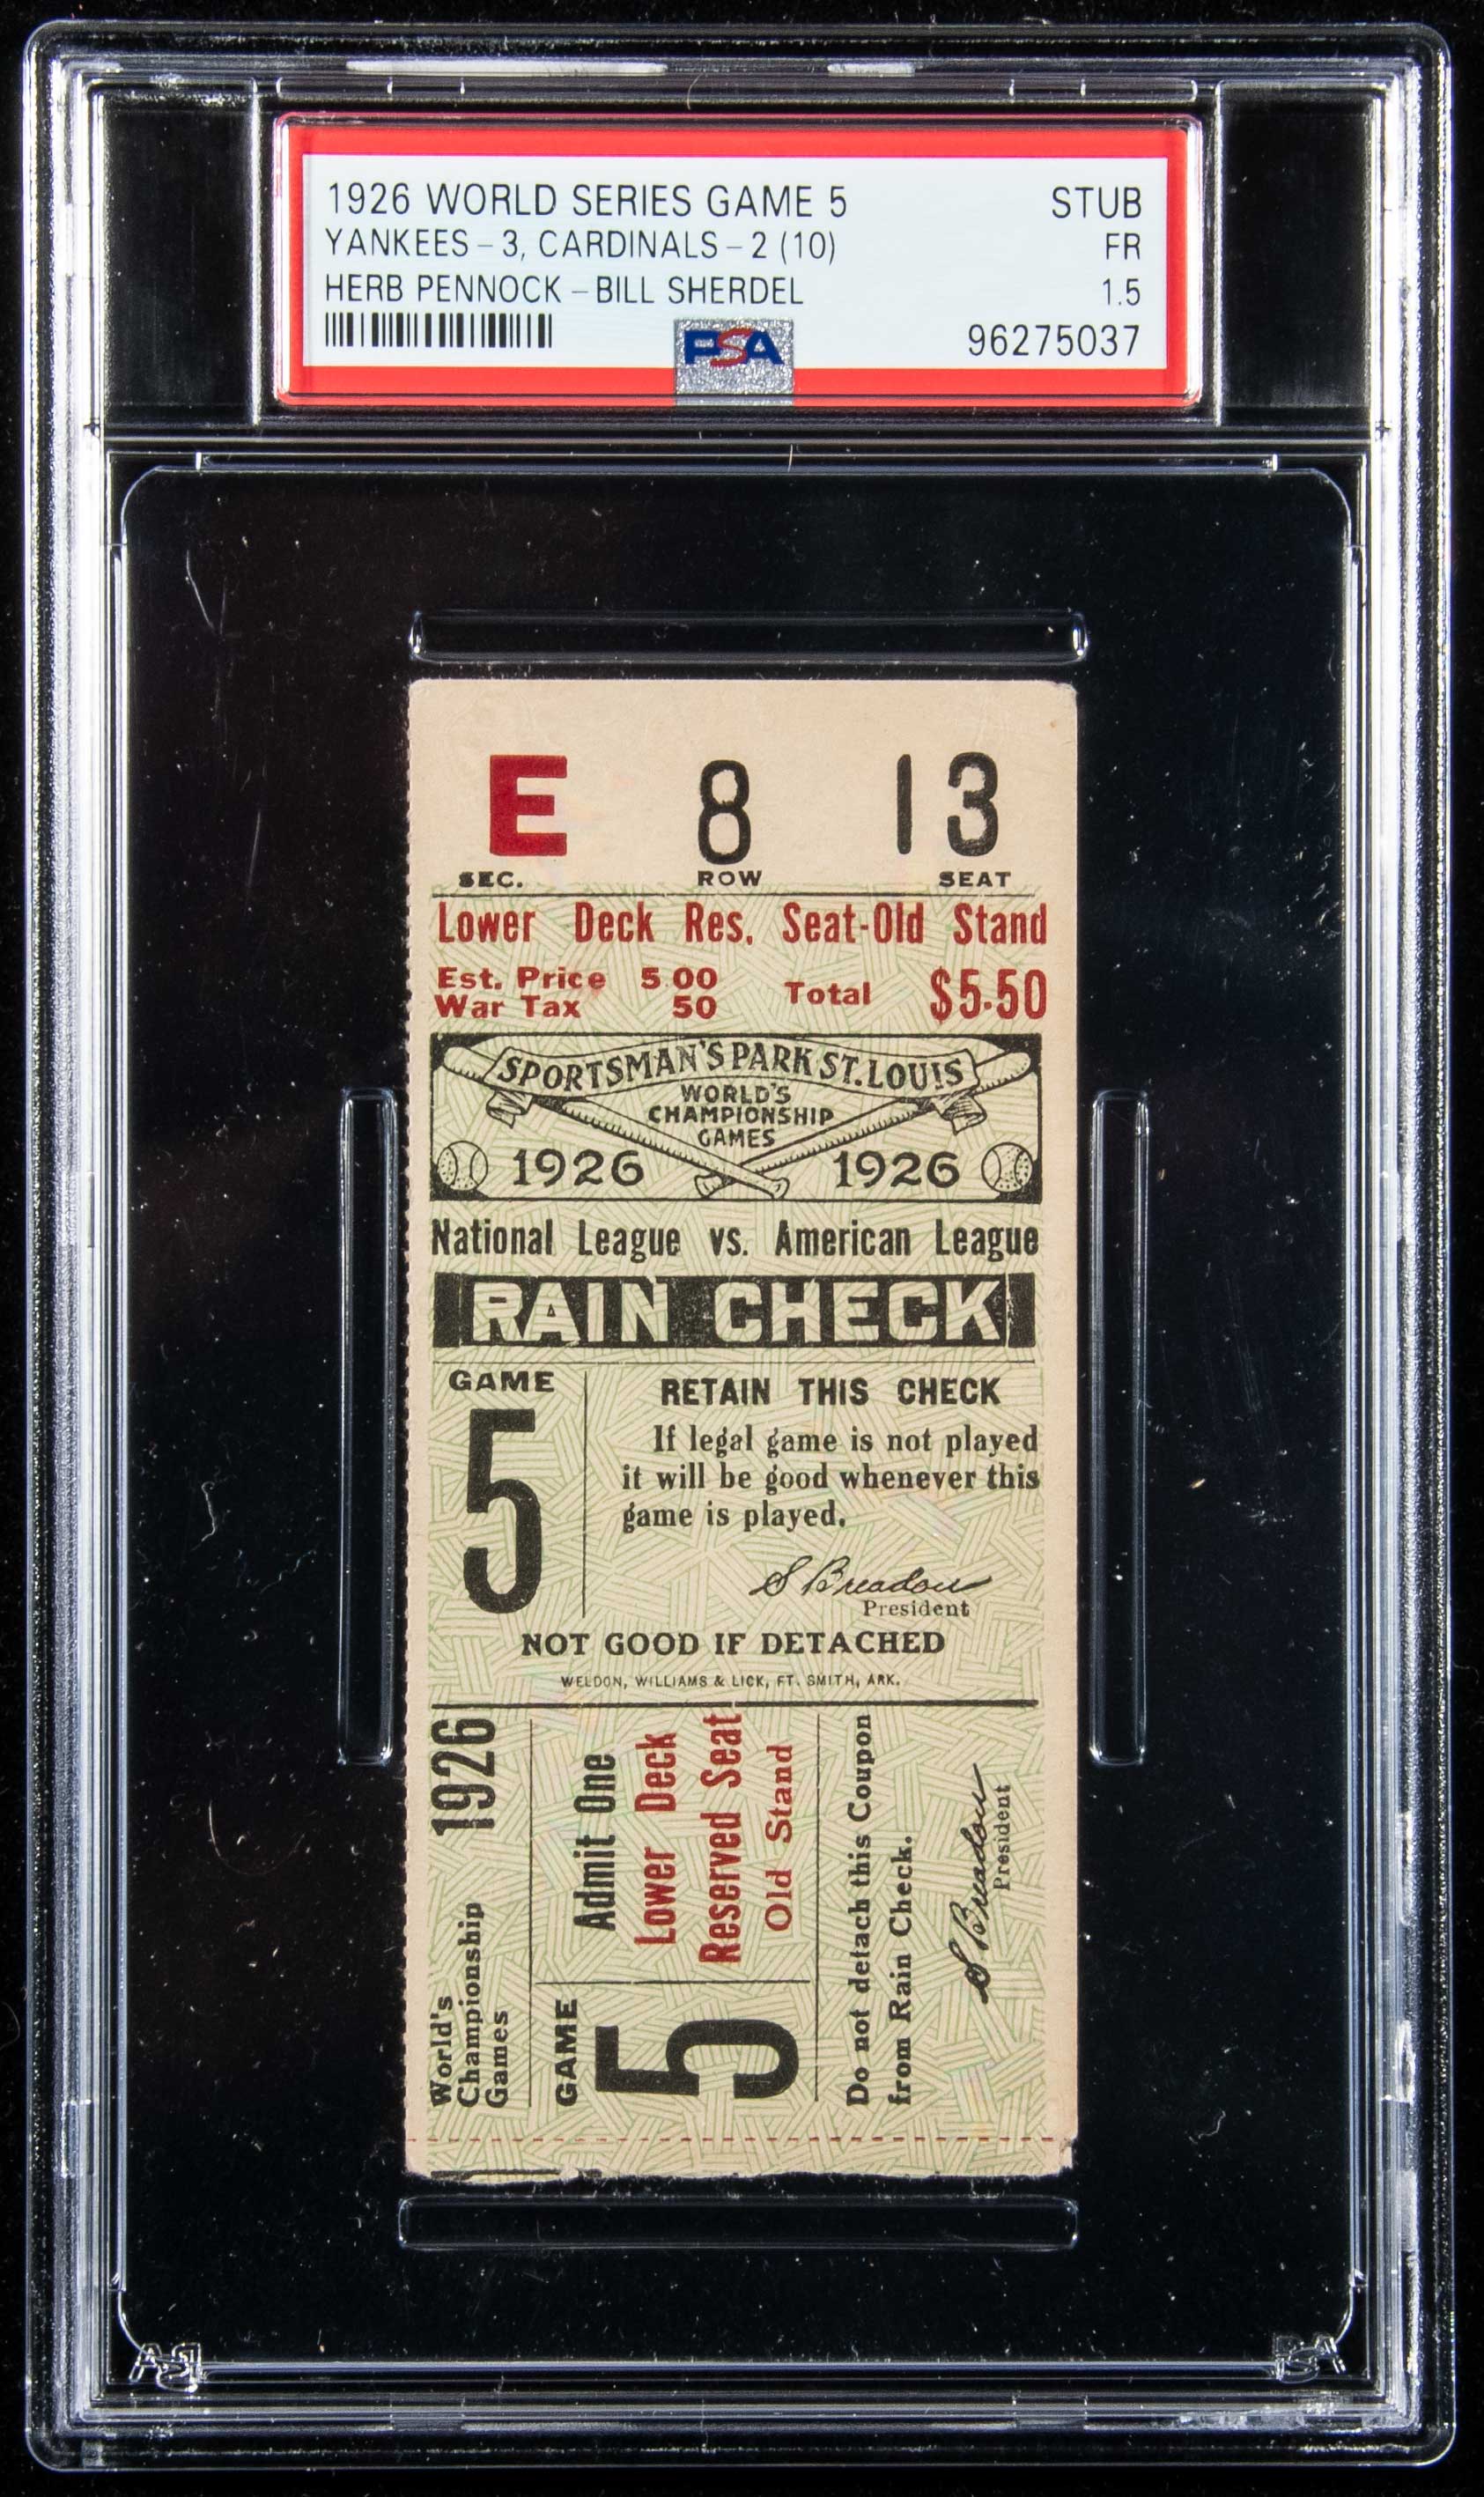 1926 WORLD SERIES GAME 5 STUB
YANKEES-3, CARDINALS-2 (10) FR
HERB PENNOCK-BILL SHERDEL 1.5
PSA 96275037
E 8 13
SEC. ROW SEAT
Lower Deck Res. Seat-Old Stand
Est. Price 5 00
War Tax 50
Total $5.50
SPORTSMAN'S PARK ST. LOUIS
WORLD'S
CHAMPIONSHIP
GAMES
1926 1926
National League vs. American League
RAIN CHECK
GAME
5
RETAIN THIS CHECK
If legal game is not played
it will be good whenever this
game is played.
S Breadon
President
NOT GOOD IF DETACHED
WELDON, WILLIAMS & LICK, FT. SMITH, ARK.
World's
Championship
Games
1926
GAME
5
Admit One
Lower Deck
Reserved Seat
Old Stand
Do not detach this Coupon
from Rain Check.
S Breadon
President
PSA
PSA